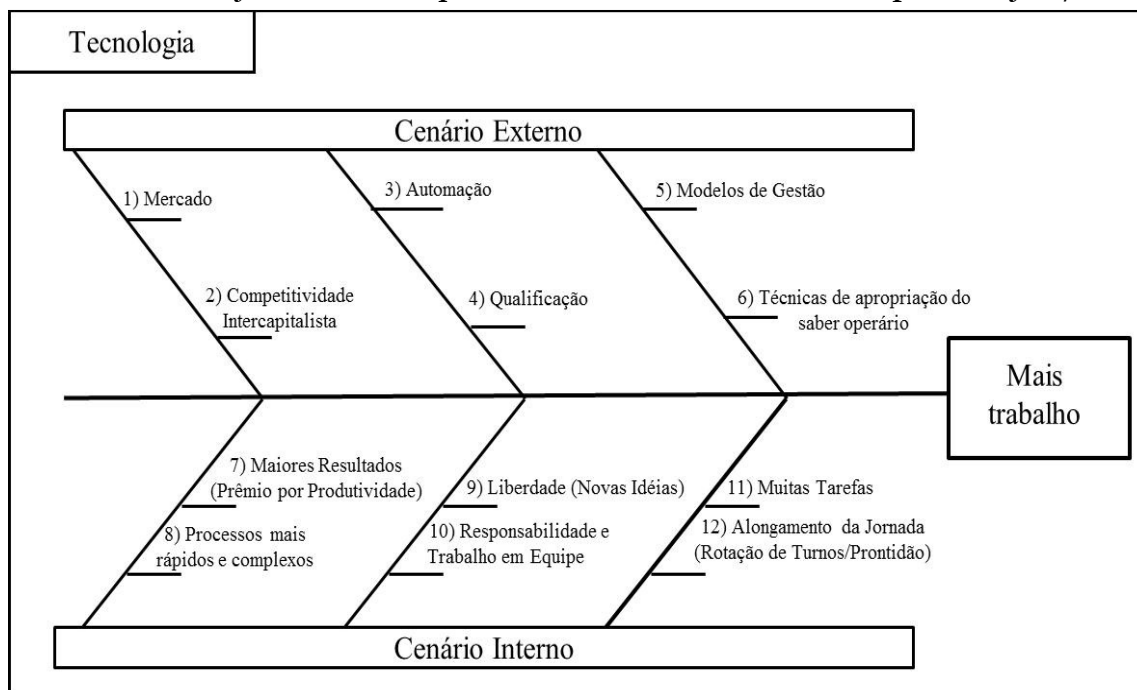 Tecnologia
Cenário Externo
1) Mercado
2) Competitividade
Intercapitalista
3) Automação
4) Qualificação
5) Modelos de Gestão
6) Técnicas de apropriação do
saber operário
Mais
trabalho
7) Maiores Resultados
(Prêmio por Produtividade)
8) Processos mais
rápidos e complexos
9) Liberdade (Novas Idéias)
10) Responsabilidade e
Trabalho em Equipe
11) Muitas Tarefas
12) Alongamento da Jornada
(Rotação de Turnos/Prontidão)
Cenário Interno